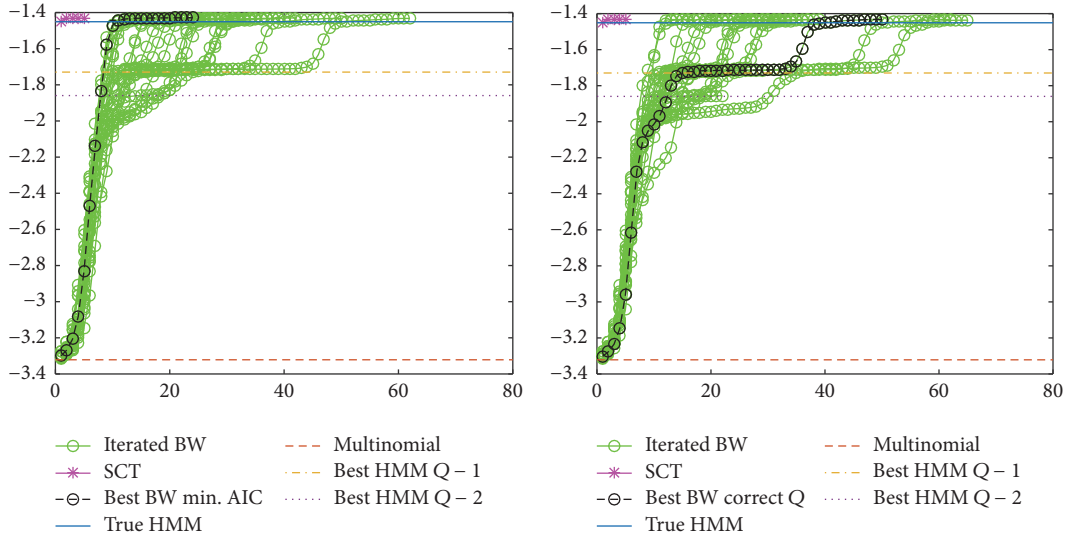 −1.4
−1.6
−1.8
−2
−2.2
−2.4
−2.6
−2.8
−3
−3.2
−3.4
0 20 40 60 80
Iterated BW
SCT
Best BW min. AIC
True HMM
Multinomial
Best HMM Q − 1
Best HMM Q − 2
−1.4
−1.6
−1.8
−2
−2.2
−2.4
−2.6
−2.8
−3
−3.2
−3.4
0 20 40 60 80
Iterated BW
SCT
Best BW correct Q
True HMM
Multinomial
Best HMM Q − 1
Best HMM Q − 2